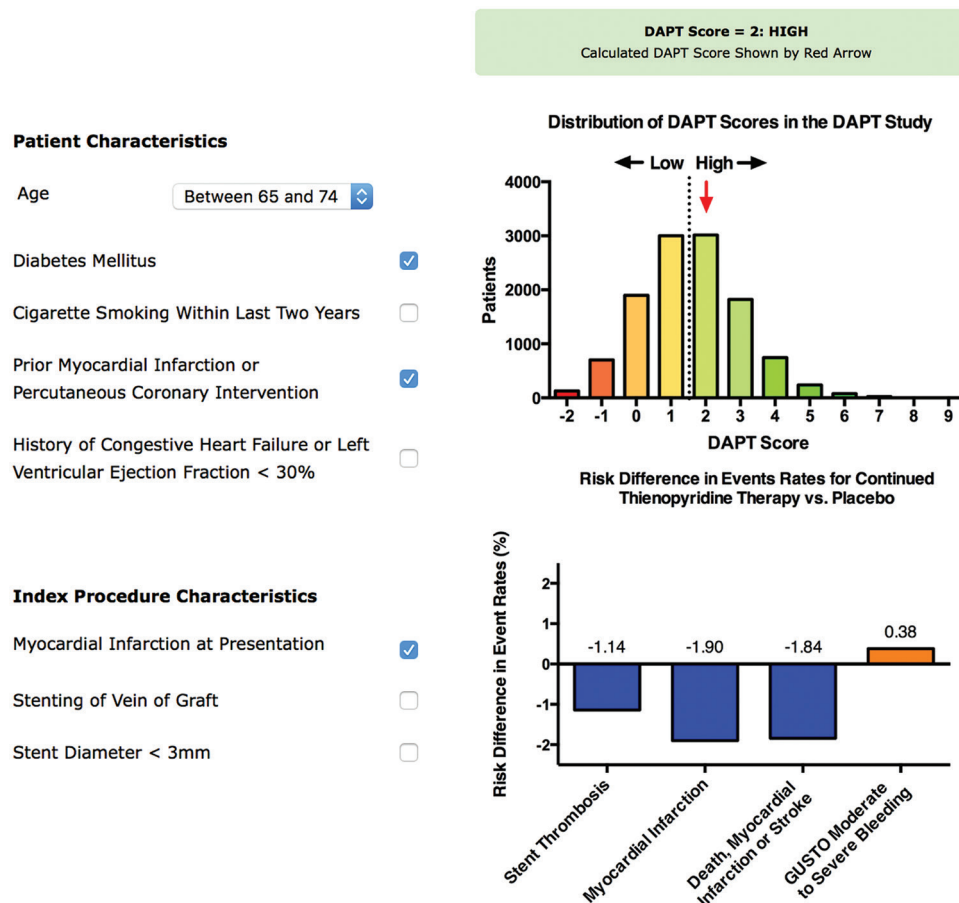 DAPT Score = 2: HIGH
Calculated DAPT Score Shown by Red Arrow
Patient Characteristics
Age
Between 65 and 74
Diabetes Mellitus
Cigarette Smoking Within Last Two Years
Prior Myocardial Infarction or
Percutaneous Coronary Intervention
History of Congestive Heart Failure or Left
Ventricular Ejection Fraction < 30%
Index Procedure Characteristics
Myocardial Infarction at Presentation
Stenting of Vein of Graft
Stent Diameter < 3mm
Distribution of DAPT Scores in the DAPT Study
Low High
4000
3000
2000
1000
0
Patients
-2 -1 0 1 2 3 4 5 6 7 8 9
DAPT Score
Risk Difference in Events Rates for Continued
Thienopyridine Therapy vs. Placebo
Risk Difference in Event Rates (%)
2
1
0
-1
-2
-1.14 -1.90 -1.84 0.38
Stent Thrombosis
Myocardial Infarction
Death, Myocardial
Infarction or Stroke
GUSTO Moderate
to Severe Bleeding